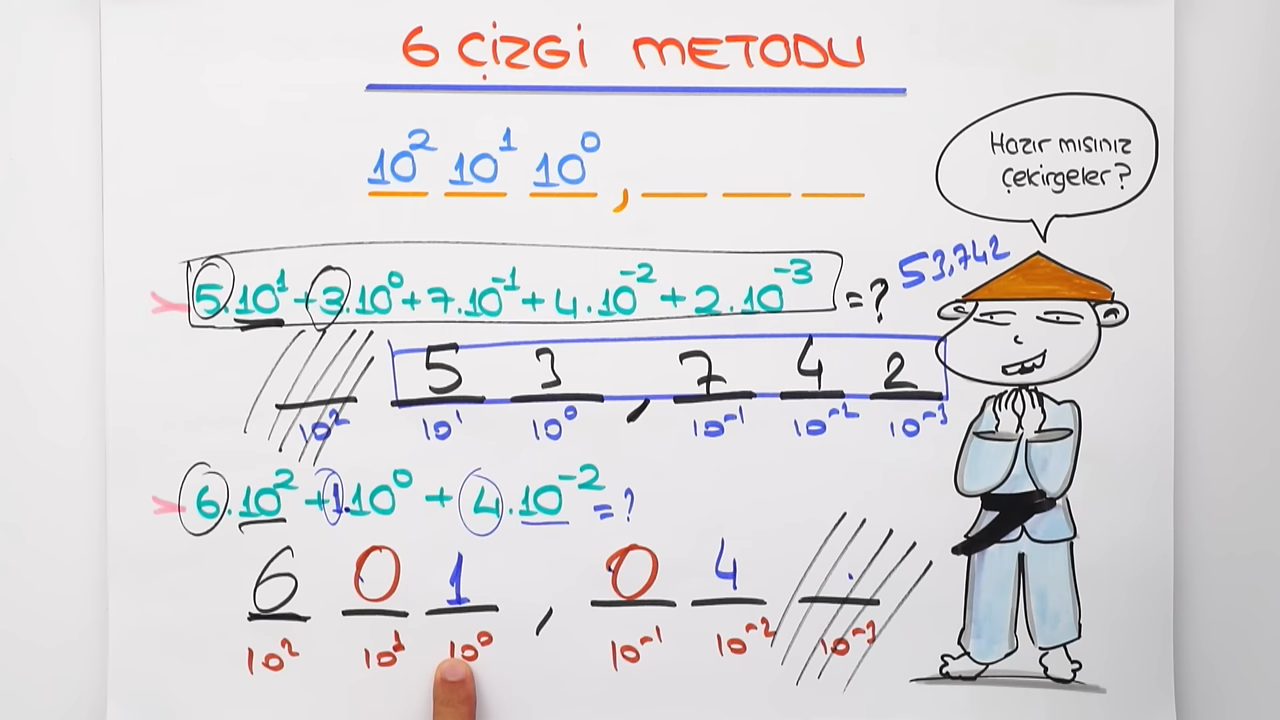 6 ÇİZGİ METODU
10² 10¹ 10⁰
, 
Hazır mısınız
çekirgeler?
5.10¹+3.10⁰+7.10⁻¹+4.10⁻²+2.10⁻³ =?
53,742
5 3 , 7 4 2
10² 10¹ 10⁰ 10⁻¹ 10⁻² 10⁻³
6.10²+1.10⁰+4.10⁻² =?
6 0 1 , 0 4
10² 10¹ 10⁰ 10⁻¹ 10⁻² 10⁻³